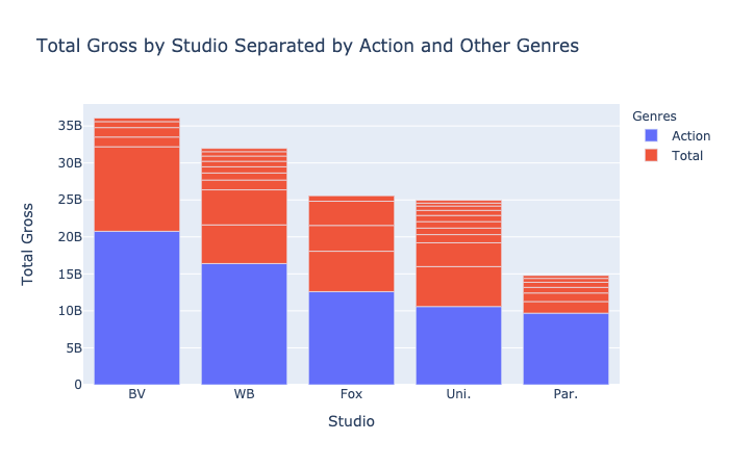 Total Gross by Studio Separated by Action and Other Genres
Genres
Action
Total
Total Gross
35B
30B
25B
20B
15B
10B
5B
0
BV
WB
Fox
Uni.
Par.
Studio